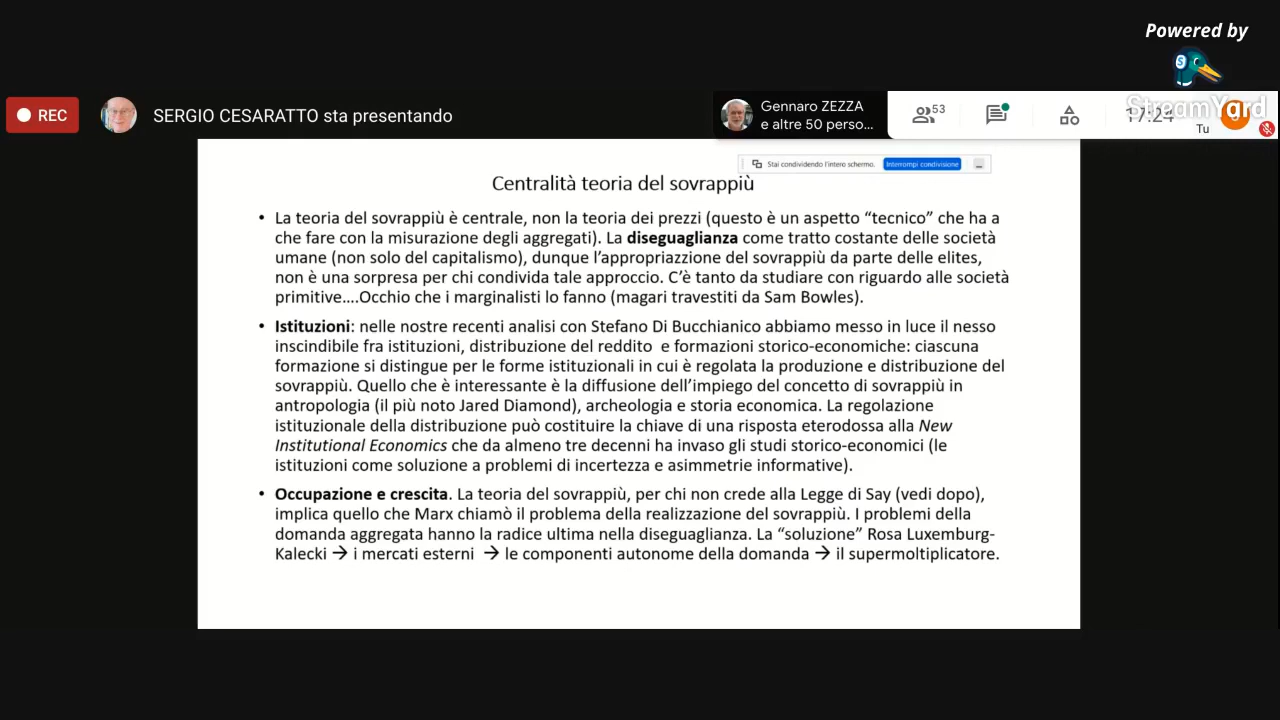 Powered by
S
StreamYard
REC
SERGIO CESARATTO sta presentando
Gennaro ZEZZA
e altre 50 perso...
53
17:24
Tu
Stai condividendo l'intero schermo.
Interrompi condivisione
Centralità teoria del sovrappiù
• La teoria del sovrappiù è centrale, non la teoria dei prezzi (questo è un aspetto “tecnico” che ha a
che fare con la misurazione degli aggregati). La diseguaglianza come tratto costante delle società
umane (non solo del capitalismo), dunque l’appropriazzione del sovrappiù da parte delle elites,
non è una sorpresa per chi condivida tale approccio. C’è tanto da studiare con riguardo alle società
primitive....Occhio che i marginalisti lo fanno (magari travestiti da Sam Bowles).
• Istituzioni: nelle nostre recenti analisi con Stefano Di Bucchianico abbiamo messo in luce il nesso
inscindibile fra istituzioni, distribuzione del reddito e formazioni storico-economiche: ciascuna
formazione si distingue per le forme istituzionali in cui è regolata la produzione e distribuzione del
sovrappiù. Quello che è interessante è la diffusione dell’impiego del concetto di sovrappiù in
antropologia (il più noto Jared Diamond), archeologia e storia economica. La regolazione
istituzionale della distribuzione può costituire la chiave di una risposta eterodossa alla New
Institutional Economics che da almeno tre decenni ha invaso gli studi storico-economici (le
istituzioni come soluzione a problemi di incertezza e asimmetrie informative).
• Occupazione e crescita. La teoria del sovrappiù, per chi non crede alla Legge di Say (vedi dopo),
implica quello che Marx chiamò il problema della realizzazione del sovrappiù. I problemi della
domanda aggregata hanno la radice ultima nella diseguaglianza. La “soluzione” Rosa Luxemburg-
Kalecki → i mercati esterni → le componenti autonome della domanda → il supermoltiplicatore.